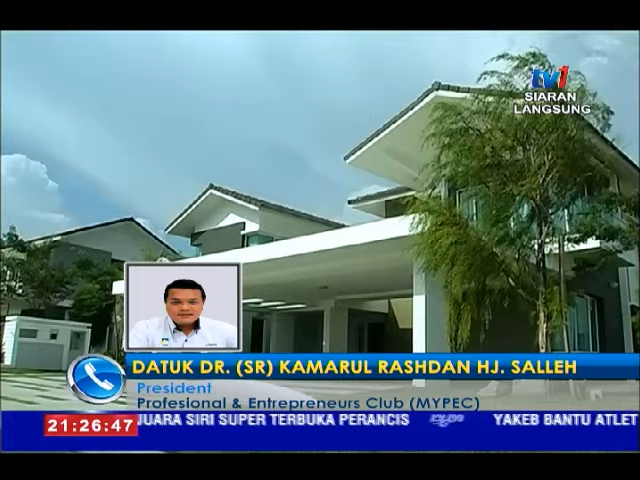 tv1
SIARAN
LANGSUNG
DATUK DR. (SR) KAMARUL RASHDAN HJ. SALLEH
President
Profesional & Entrepreneurs Club (MYPEC)
21:26:47 JUARA SIRI SUPER TERBUKA PERANCIS YAKEB BANTU ATLET